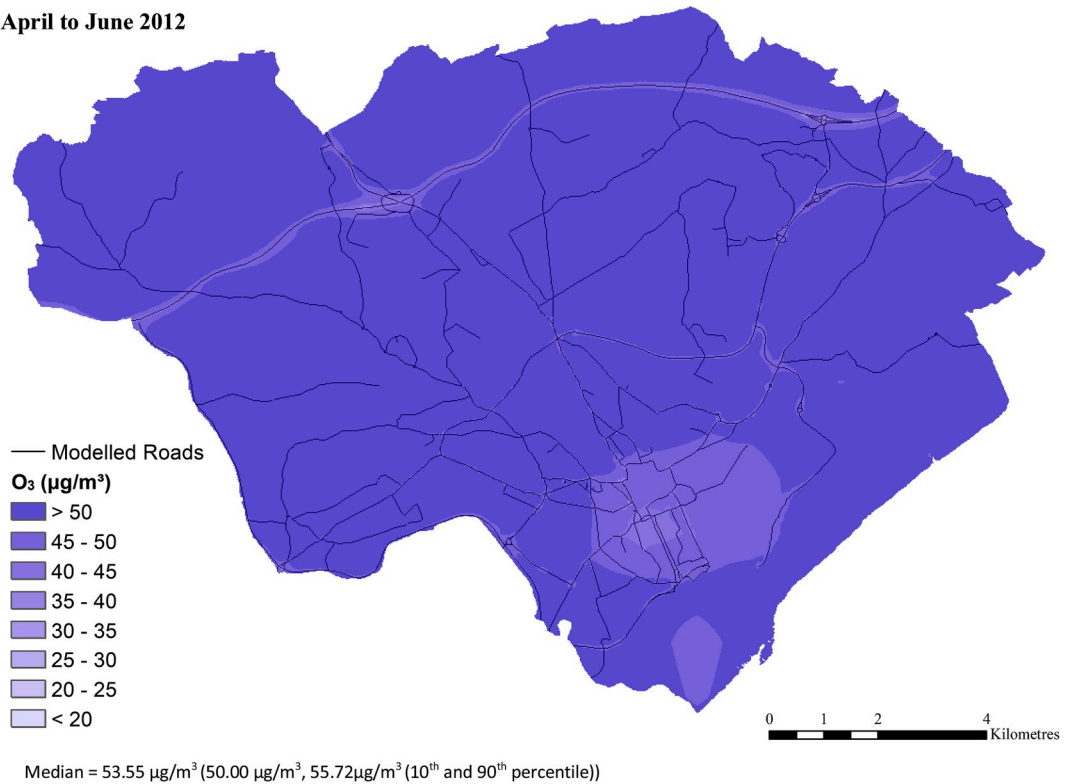 April to June 2012
Modelled Roads
O₃ (µg/m³)
> 50
45 - 50
40 - 45
35 - 40
30 - 35
25 - 30
20 - 25
< 20
0 1 2 4
Kilometres
Median = 53.55 µg/m³ (50.00 µg/m³, 55.72µg/m³ (10th and 90th percentile))